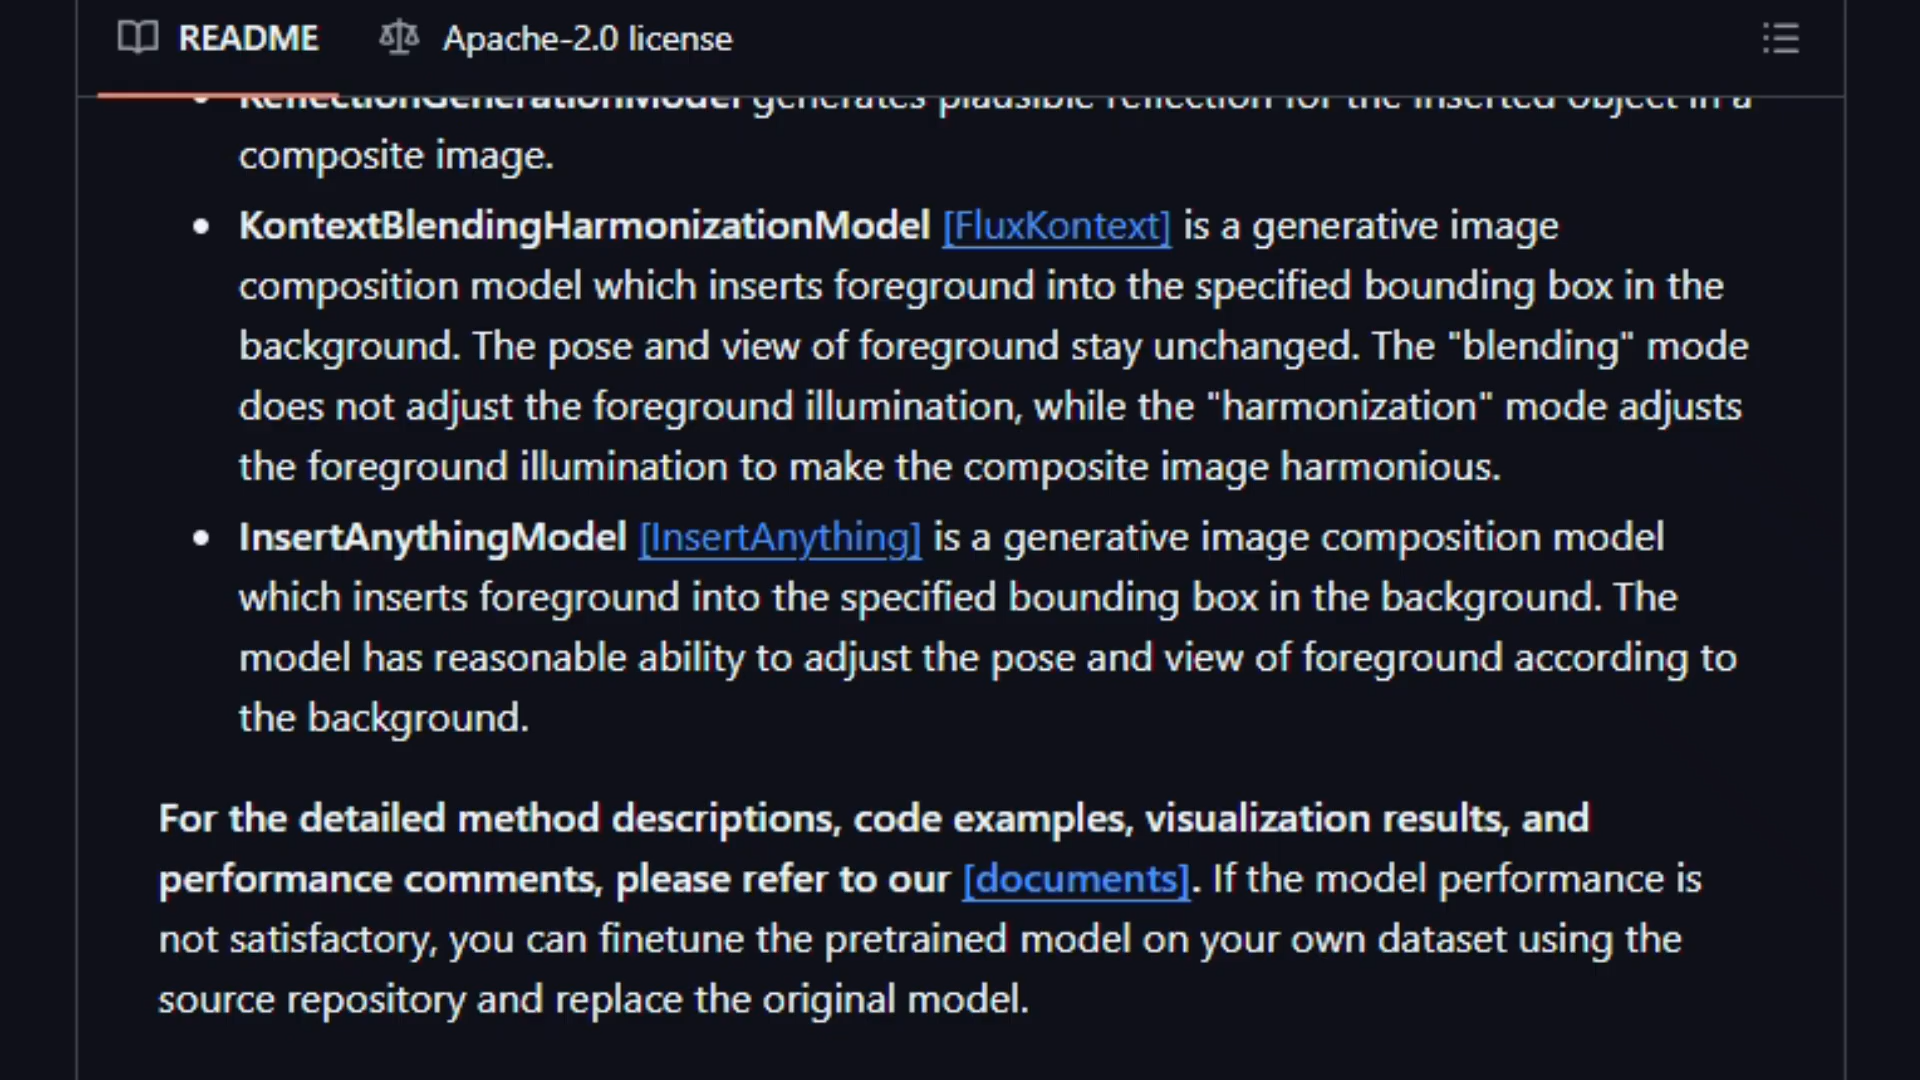 README Apache-2.0 license
ReflectionGenerationModel generates plausible reflection for the inserted object in a
composite image.
KontextBlendingHarmonizationModel [FluxKontext] is a generative image
composition model which inserts foreground into the specified bounding box in the
background. The pose and view of foreground stay unchanged. The "blending" mode
does not adjust the foreground illumination, while the "harmonization" mode adjusts
the foreground illumination to make the composite image harmonious.
InsertAnythingModel [InsertAnything] is a generative image composition model
which inserts foreground into the specified bounding box in the background. The
model has reasonable ability to adjust the pose and view of foreground according to
the background.
For the detailed method descriptions, code examples, visualization results, and
performance comments, please refer to our [documents]. If the model performance is
not satisfactory, you can finetune the pretrained model on your own dataset using the
source repository and replace the original model.